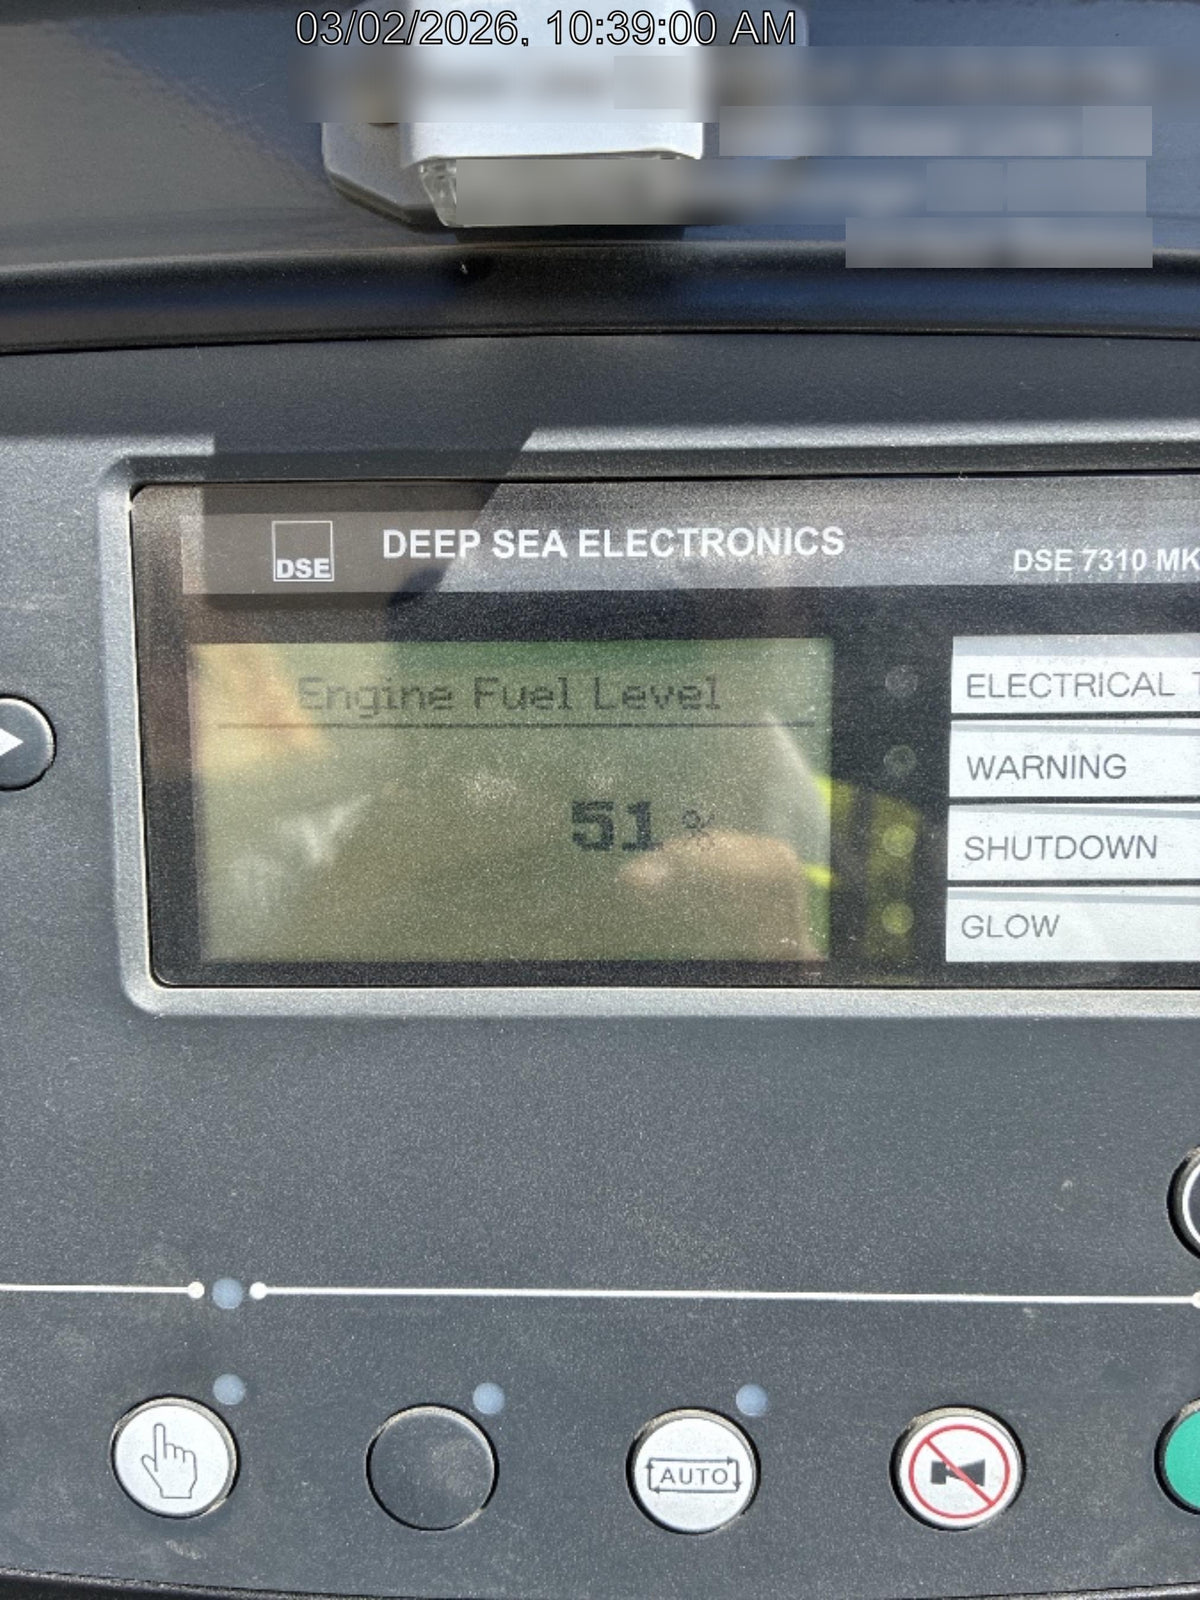 03/02/2026, 10:39:00 AM
DSE
DEEP SEA ELECTRONICS
DSE 7310 MK
Engine Fuel Level
51 %
ELECTRICAL T
WARNING
SHUTDOWN
GLOW
AUTO